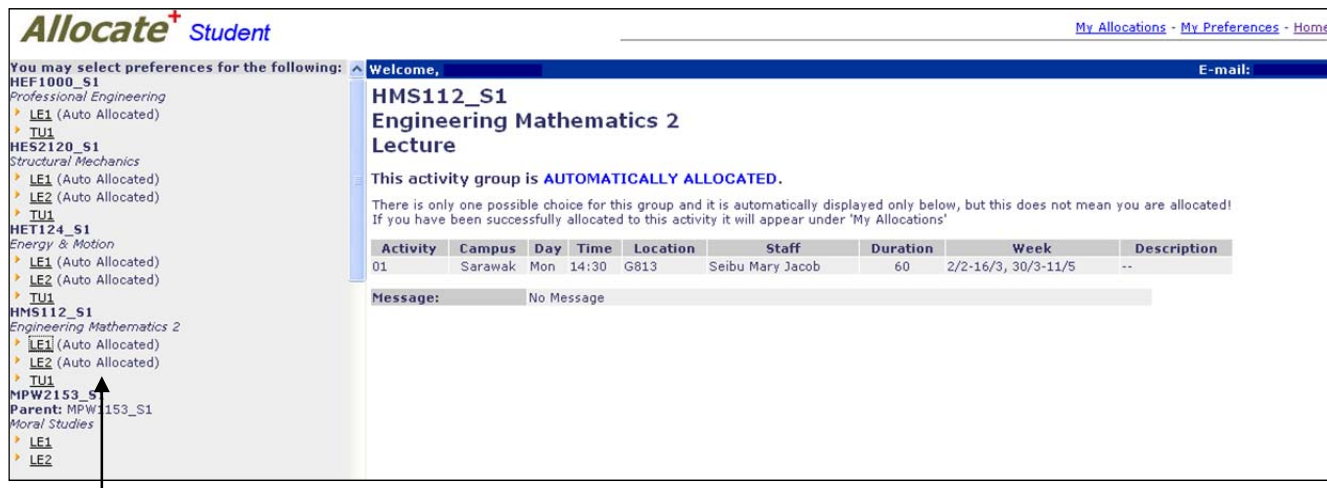 Allocate+ Student
My Allocations - My Preferences - Home
You may select preferences for the following:
HEF1000_S1
Professional Engineering
LE1 (Auto Allocated)
TU1
HES2120_S1
Structural Mechanics
LE1 (Auto Allocated)
LE2 (Auto Allocated)
TU1
HET124_S1
Energy & Motion
LE1 (Auto Allocated)
LE2 (Auto Allocated)
TU1
HMS112_S1
Engineering Mathematics 2
LE1 (Auto Allocated)
LE2 (Auto Allocated)
TU1
MPW2153_S1
Parent: MPW1153_S1
Moral Studies
LE1
LE2
Welcome,
E-mail:
HMS112_S1
Engineering Mathematics 2
Lecture
This activity group is AUTOMATICALLY ALLOCATED.
There is only one possible choice for this group and it is automatically displayed only below, but this does not mean you are allocated!
If you have been successfully allocated to this activity it will appear under 'My Allocations'
Activity Campus Day Time Location Staff Duration Week Description
01 Sarawak Mon 14:30 G813 Seibu Mary Jacob 60 2/2-16/3, 30/3-11/5 --
Message: No Message